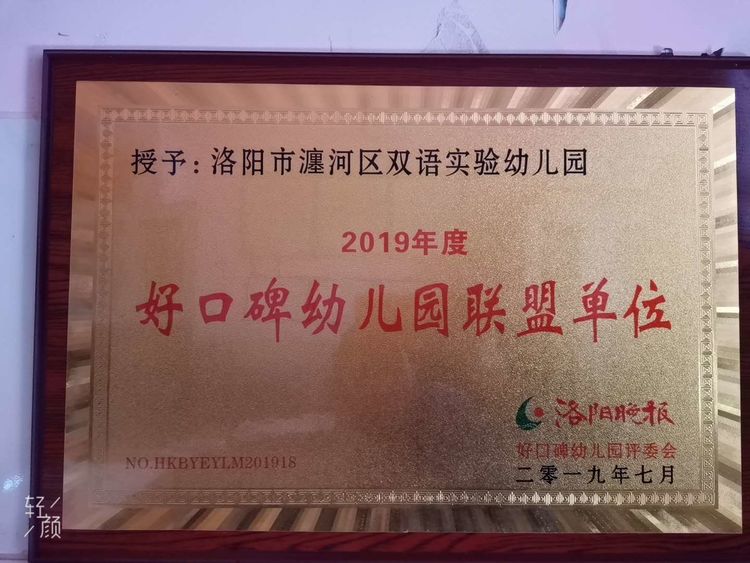 授予：洛阳市瀍河区双语实验幼儿园
2019年度
好口碑幼儿园联盟单位
洛阳晚报
好口碑幼儿园评委会
NO.HKBYEYLM201918
二零一九年七月
轻
颜